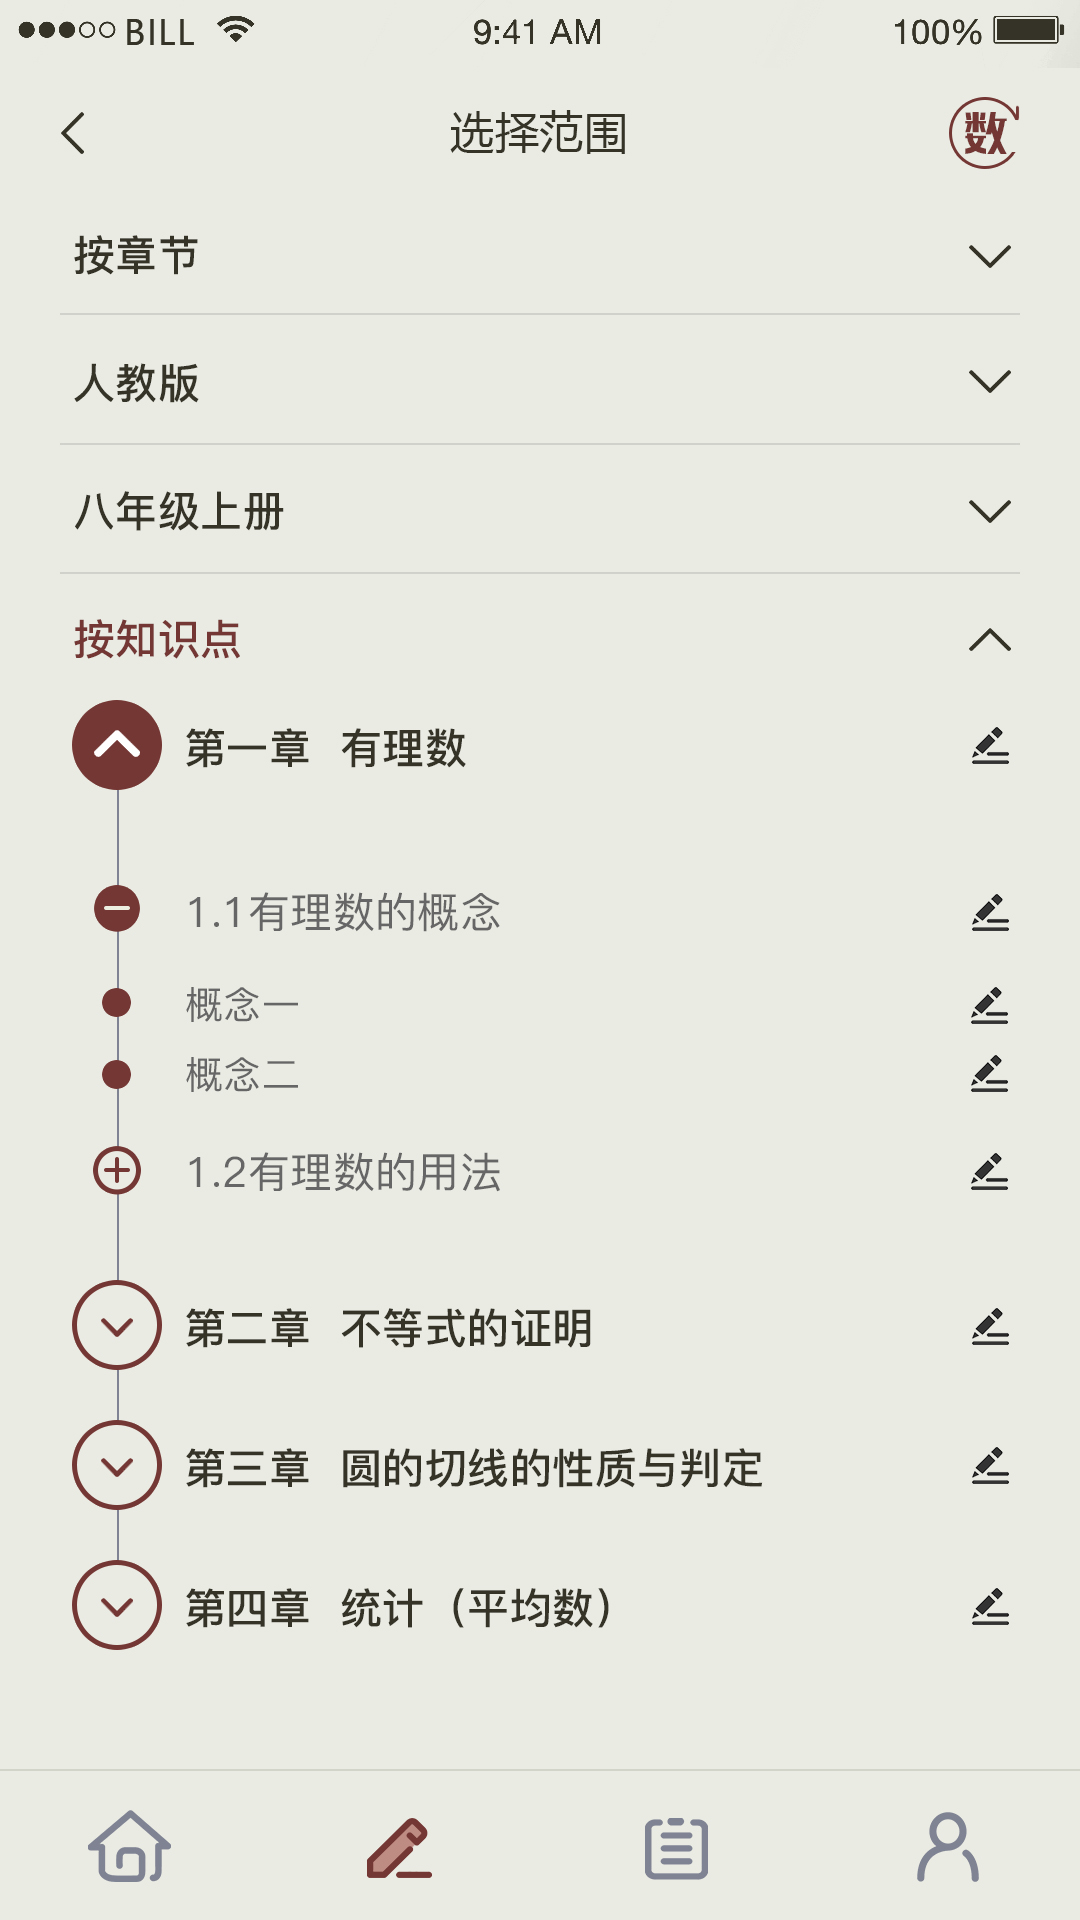 BILL 9:41 AM 100%
选择范围 数
按章节
人教版
八年级上册
按知识点
第一章 有理数
1.1有理数的概念
概念一
概念二
1.2有理数的用法
第二章 不等式的证明
第三章 圆的切线的性质与判定
第四章 统计（平均数）